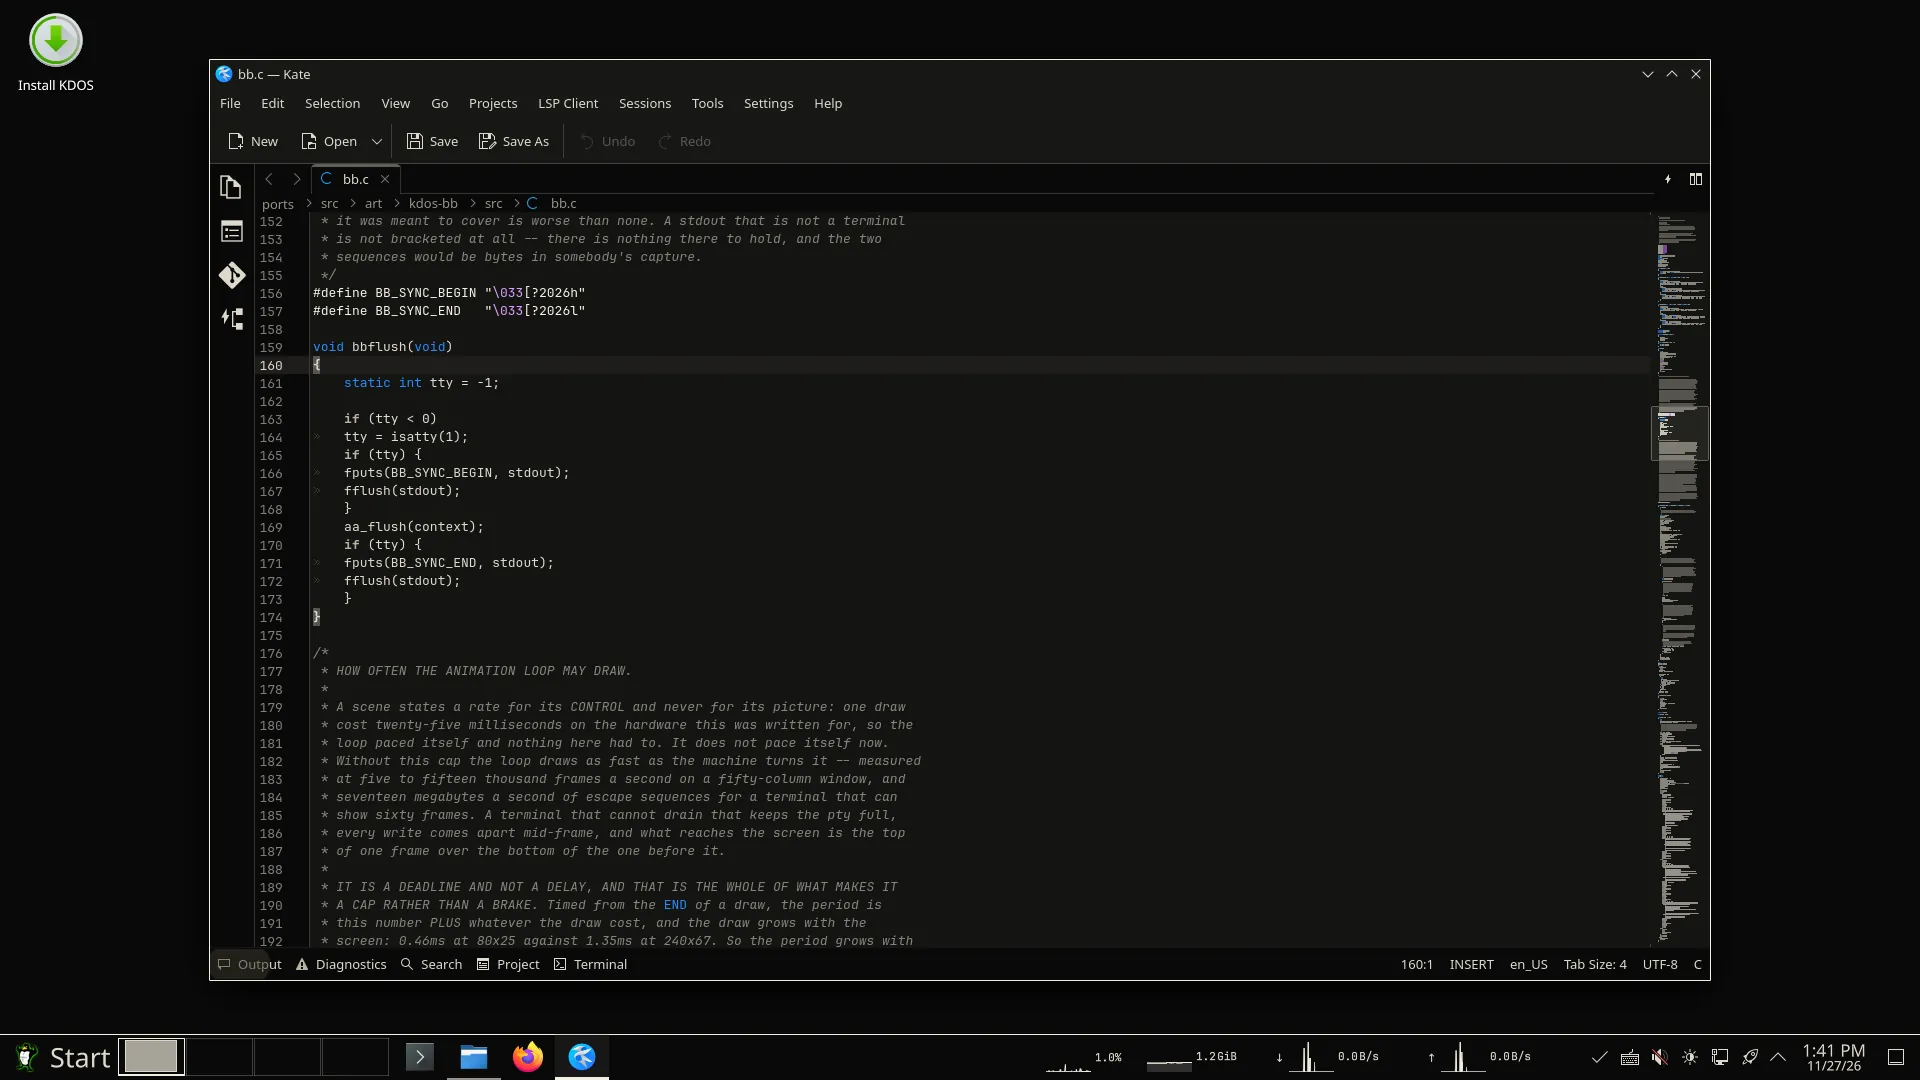 Install KDOS
bb.c — Kate
File Edit Selection View Go Projects LSP Client Sessions Tools Settings Help
New Open Save Save As Undo Redo
bb.c
ports src art kdos-bb src bb.c
152 * it was meant to cover is worse than none. A stdout that is not a terminal
153 * is not bracketed at all -- there is nothing there to hold, and the two
154 * sequences would be bytes in somebody's capture.
155 */
156 #define BB_SYNC_BEGIN "\033[?2026h"
157 #define BB_SYNC_END "\033[?2026l"
158
159 void bbflush(void)
160 {
161 static int tty = -1;
162
163 if (tty < 0)
164 tty = isatty(1);
165 if (tty) {
166 fputs(BB_SYNC_BEGIN, stdout);
167 fflush(stdout);
168 }
169 aa_flush(context);
170 if (tty) {
171 fputs(BB_SYNC_END, stdout);
172 fflush(stdout);
173 }
174 }
175
176 /*
177 * HOW OFTEN THE ANIMATION LOOP MAY DRAW.
178 *
179 * A scene states a rate for its CONTROL and never for its picture: one draw
180 * cost twenty-five milliseconds on the hardware this was written for, so the
181 * loop paced itself and nothing here had to. It does not pace itself now.
182 * Without this cap the loop draws as fast as the machine turns it -- measured
183 * at five to fifteen thousand frames a second on a fifty-column window, and
184 * seventeen megabytes a second of escape sequences for a terminal that can
185 * show sixty frames. A terminal that cannot drain that keeps the pty full,
186 * every write comes apart mid-frame, and what reaches the screen is the top
187 * of one frame over the bottom of the one before it.
188 *
189 * IT IS A DEADLINE AND NOT A DELAY, AND THAT IS THE WHOLE OF WHAT MAKES IT
190 * A CAP RATHER THAN A BRAKE. Timed from the END of a draw, the period is
191 * this number PLUS whatever the draw cost, and the draw grows with the
192 * screen: 0.46ms at 80x25 against 1.35ms at 240x67. So the period grows with
Output Diagnostics Search Project Terminal 160:1 INSERT en_US Tab Size: 4 UTF-8 C
Start 1.0% 1.2GiB ↓ 0.0B/s ↑ 0.0B/s 1:41 PM
11/27/26